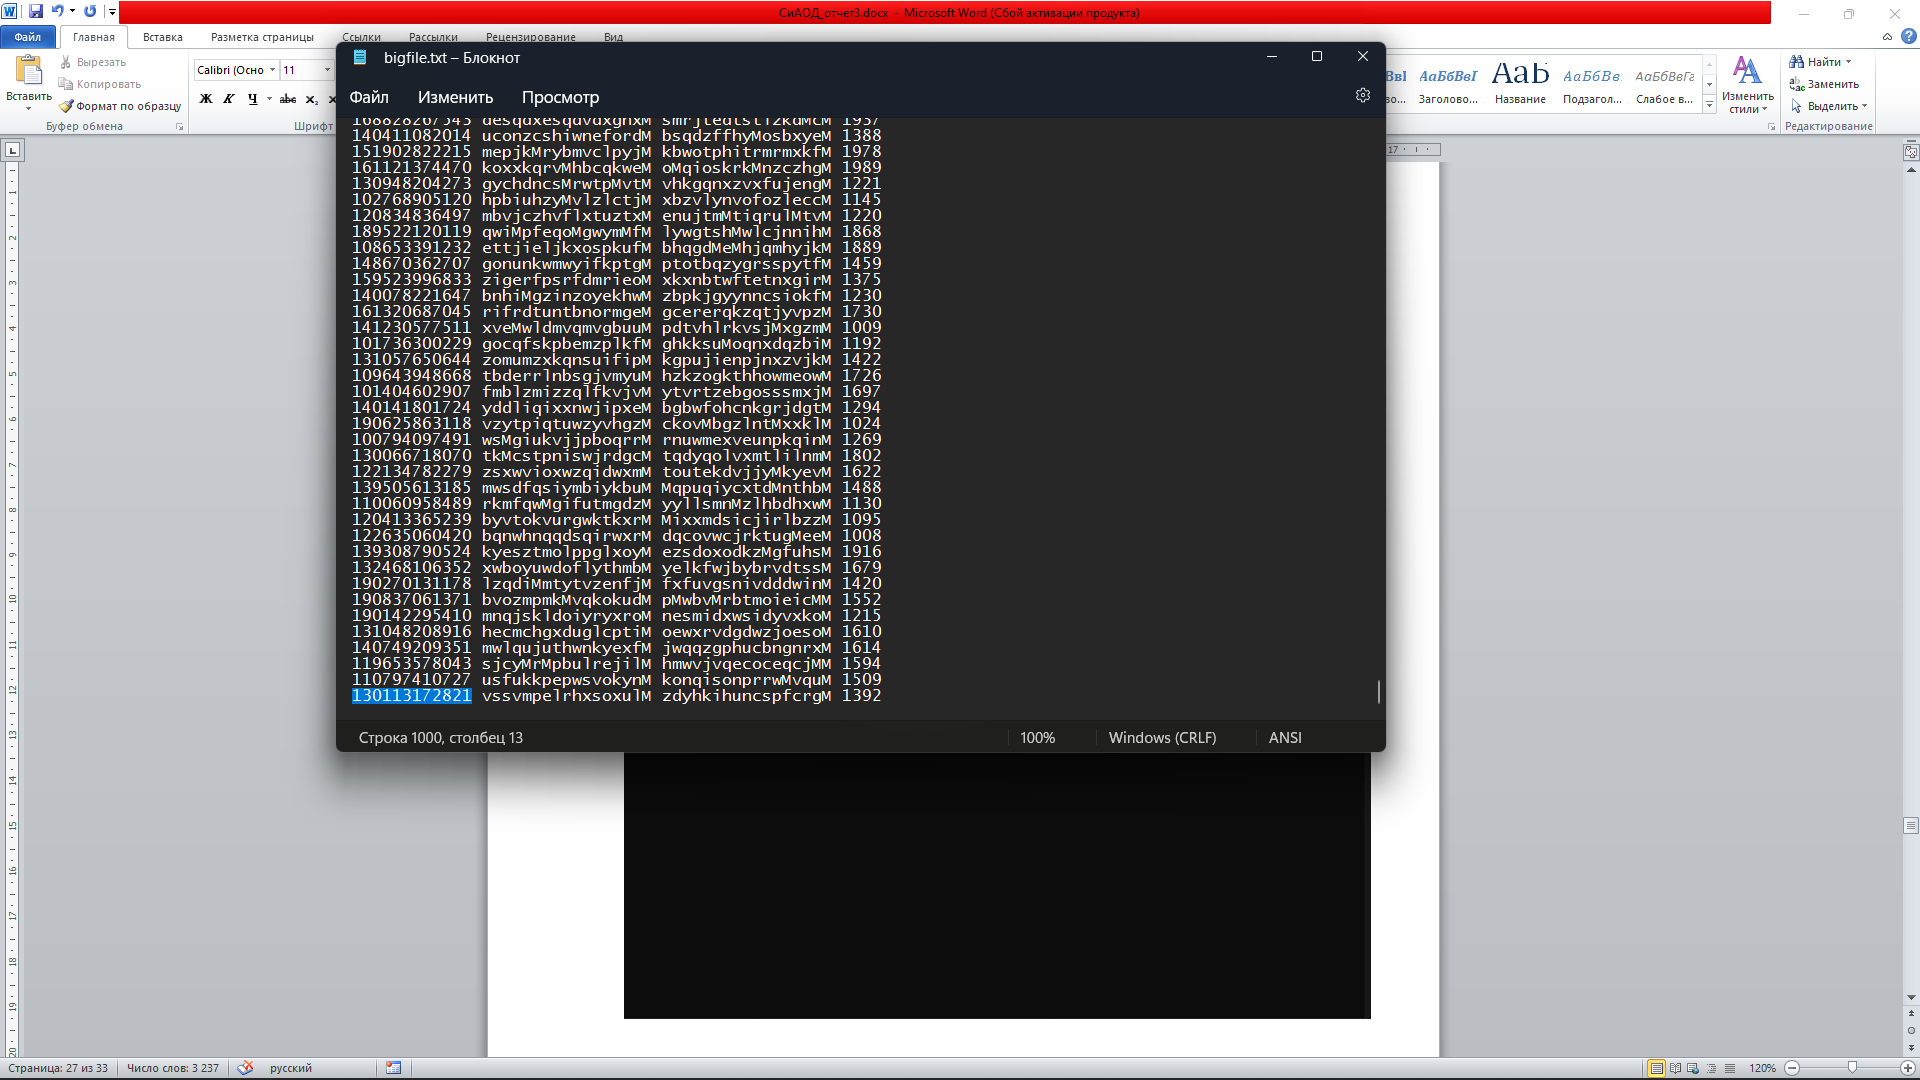 СиАОД_отчет3.docx - Microsoft Word (Сбой активации продукта)
Файл Главная Вставка Разметка страницы Ссылки Рассылки Рецензирование Вид
Вставить
Вырезать
Копировать
Формат по образцу
Буфер обмена
Calibri (Осно 11
Ж К Ч abc x₂
Шрифт
АаБбВвІ АаБбВ АаБбВв. АаБбВвГг
Заголово... Название Подзагол... Слабое в...
Изменить стили
Найти
Заменить
Выделить
Редактирование
bigfile.txt – Блокнот
Файл Изменить Просмотр
140411082014 uconzcshiwnefordM bsqdzffhyMosbxyeM 1388
151902822215 mepjkMrybmvclpyjM kbwotphitrmrmxkfM 1978
161121374470 koxxkqrvMhbcqkweM oMqioskrkMnzczhgM 1989
130948204273 gychdncsMrwtpMvtM vhkgqnxzvxfujengM 1221
102768905120 hpbiuhzyMvlzlctjM xbzvlynvofozleccM 1145
120834836497 mbvjczhvflxtuztxM enujtmMtiqrulMtvM 1220
189522120119 qwiMpfeqoMgwymMfM lywgtshMwlcjnnihM 1868
108653391232 ettjieljkxospkufM bhqgdMeMhjqmhyjkM 1889
148670362707 gonunkwmwyifkptgM ptotbqzygrsspytfM 1459
159523996833 zigerfpsrfdmrieoM xkxnbtwftetnxgirM 1375
140078221647 bnhiMgzinzoyekhwM zbpkjgyynncsiokfM 1230
161320687045 rifrdtuntbnormgeM gcererqkzqtjyvpzM 1730
141230577511 xveMwldmvqmvgbuuM pdtvhlrkvsjMxgzmM 1009
101736300229 gocqfskpbemzplkfM ghkksuMoqnxdqzbiM 1192
131057650644 zomumzxkqnsuifipM kgpujienpjnxzvjkM 1422
109643948668 tbderrlnbsgjvmyuM hzkzogkthhowmeowM 1726
101404602907 fmblzmizzqlfkvjvM ytvrtzebgosssmxjM 1697
140141801724 yddliqixxnwjipxeM bgbwfohcnkgrjdgtM 1294
190625863118 vzytpiqtuwzyvhgzM ckovMbgzlntMxxklM 1024
100794097491 wsMgiukvjjpboqrrM rnuwmexveunpkqinM 1269
130066718070 tkMcstpniswjrdgcM tqdyqolvxmtlilnmM 1802
122134782279 zsxwvioxwzqidwxmM toutekdvjjyMkyevM 1622
139505613185 mwsdfqsiymbiykbuM MqpuqiycxtdMnthbM 1488
110060958489 rkmfqwMgifutmgdzM yyllsmnMzlhbdhxwM 1130
120413365239 byvtokvurgwktkxrM MixxmdsicjirlbzzM 1095
122635060420 bqnwhnqqdsqirwxrM dqcovwcjrktugMeeM 1008
139308790524 kyesztmolppglxoyM ezsdoxodkzMgfuhsM 1916
132468106352 xwboyuwdoflythmbM yelkfwjbybrvdtssM 1679
190270131178 lzqdiMmtytvzenfjM fxfuvgsnivdddwinM 1420
190837061371 bvozmpmkMvqkokudM pMwbvMrbtmoieicMM 1552
190142295410 mnqjskldoiyryxroM nesmidxwsidyvxkoM 1215
131048208916 hecmchgxduglcptiM oewxrvdgdwzjoesoM 1610
140749209351 mwlqujuthwnkyexfM jwqqzgphucbngnrxM 1614
119653578043 sjcyMrMpbulrejilM hmwvjvqecoceqcjMM 1594
110797410727 usfukkpepwsvokynM konqisonprrwMvquM 1509
130113172821 vssvmpelrhxsoxulM zdyhkihuncspfcrgM 1392
Строка 1000, столбец 13 100% Windows (CRLF) ANSI
Страница: 27 из 33 Число слов: 3 237 русский 120%